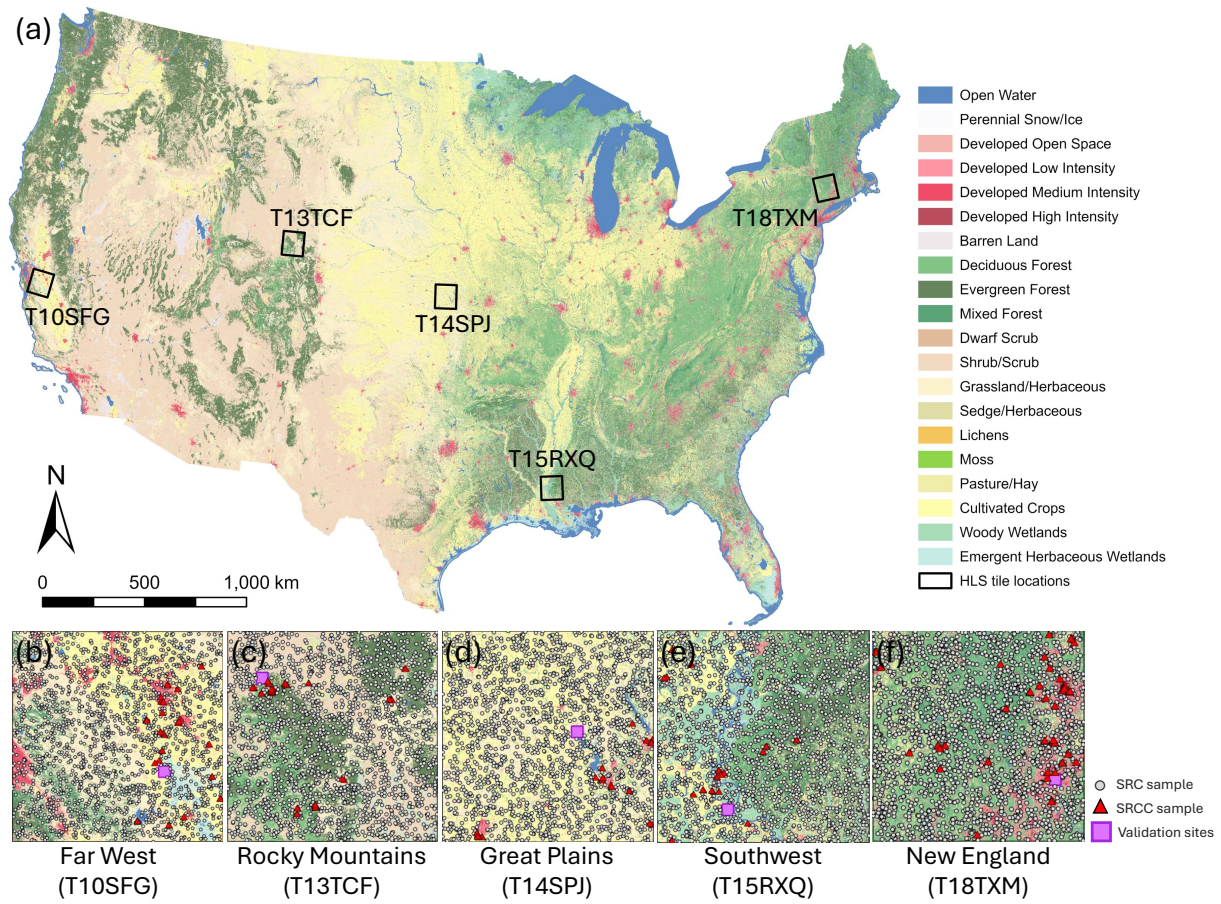 (a)
T13TCF
T10SFG
T14SPJ
T15RXQ
T18TXM
N
0 500 1,000 km
Open Water
Perennial Snow/Ice
Developed Open Space
Developed Low Intensity
Developed Medium Intensity
Developed High Intensity
Barren Land
Deciduous Forest
Evergreen Forest
Mixed Forest
Dwarf Scrub
Shrub/Scrub
Grassland/Herbaceous
Sedge/Herbaceous
Lichens
Moss
Pasture/Hay
Cultivated Crops
Woody Wetlands
Emergent Herbaceous Wetlands
HLS tile locations
(b) (c) (d) (e) (f)
SRC sample
SRCC sample
Validation sites
Far West
(T10SFG)
Rocky Mountains
(T13TCF)
Great Plains
(T14SPJ)
Southwest
(T15RXQ)
New England
(T18TXM)